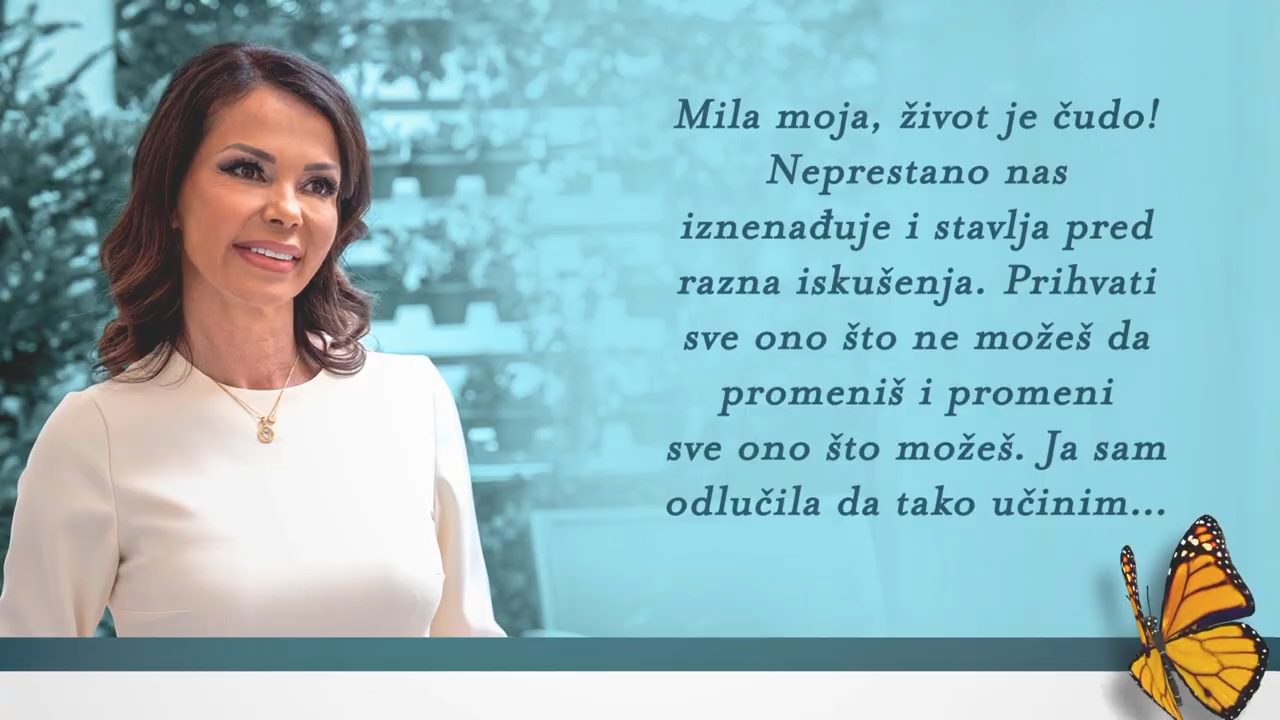 Mila moja, život je čudo!
Neprestano nas
iznenađuje i stavlja pred
razna iskušenja. Prihvati
sve ono što ne možeš da
promeniš i promeni
sve ono što možeš. Ja sam
odlučila da tako učinim...